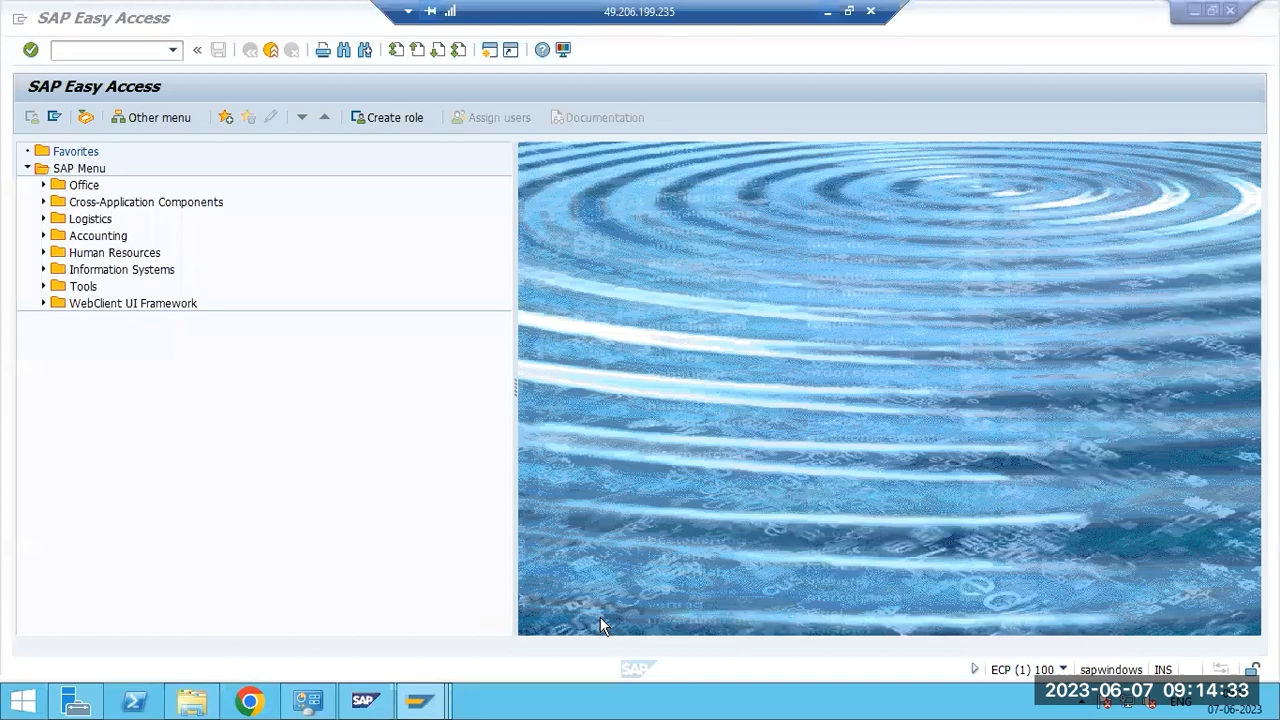 SAP Easy Access
49.206.199.235
SAP Easy Access
Other menu
Create role
Assign users
Documentation
Favorites
SAP Menu
Office
Cross-Application Components
Logistics
Accounting
Human Resources
Information Systems
Tools
WebClient UI Framework
SAP
ECP (1) 100
sapwindows
INS
SAP
2023-06-07 09:14:33
ENG
07-06-2023